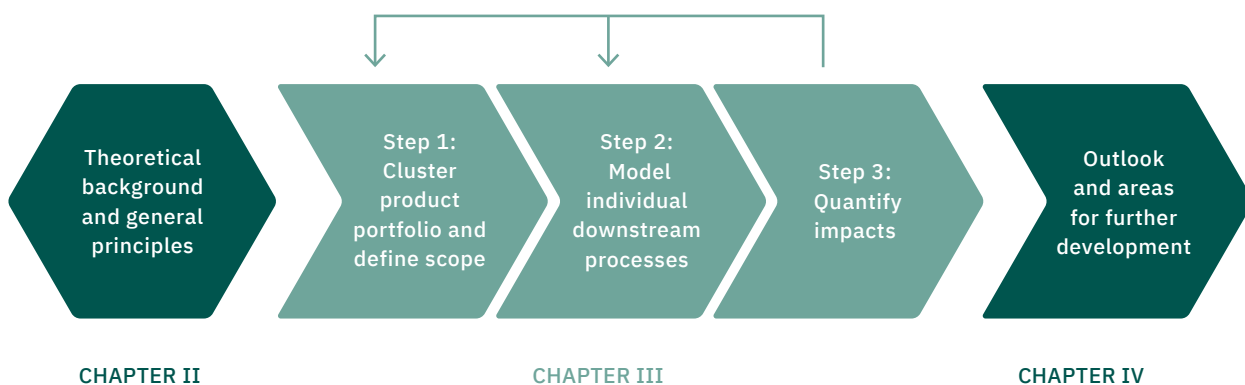 Theoretical
background
and general
principles
Step 1:
Cluster
product
portfolio and
define scope
Step 2:
Model
individual
downstream
processes
Step 3:
Quantify
impacts
Outlook
and areas
for further
development
CHAPTER II
CHAPTER III
CHAPTER IV